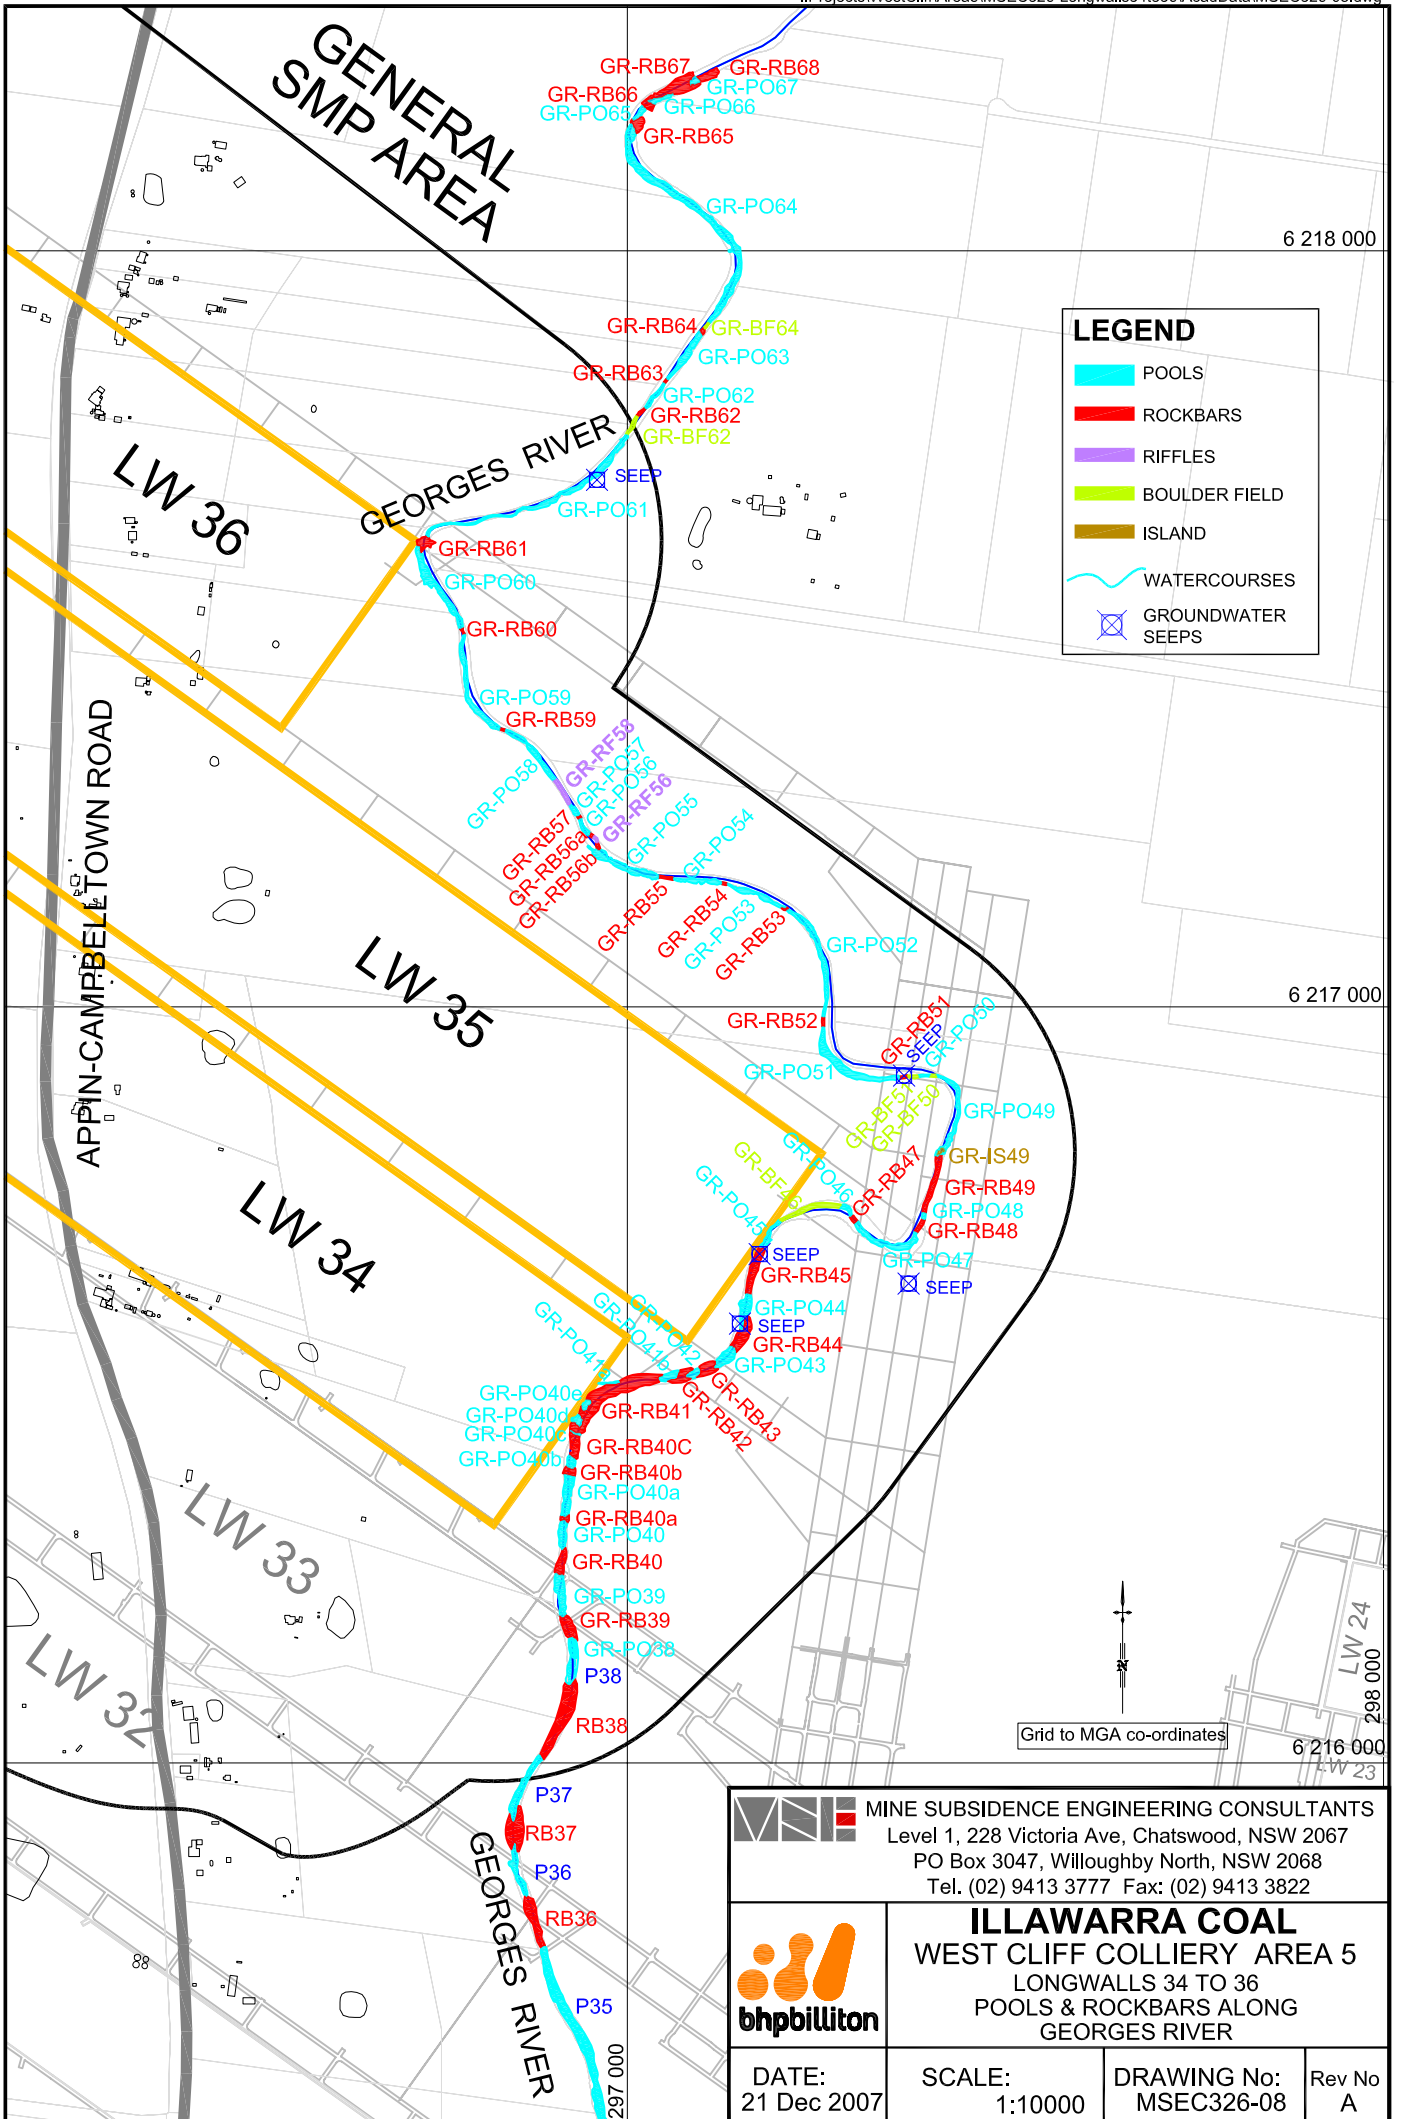 GENERAL
SMP AREA
GR-RB67
GR-RB68
GR-PO67
GR-RB66
GR-PO66
GR-PO65
GR-RB65
GR-PO64
6 218 000
GR-RB64
GR-BF64
GR-PO63
GR-RB63
GR-PO62
GR-RB62
GR-BF62
GEORGES RIVER
SEEP
GR-PO61
LEGEND
POOLS
ROCKBARS
RIFFLES
BOULDER FIELD
ISLAND
WATERCOURSES
GROUNDWATER
SEEPS
LW 36
GR-RB61
GR-PO60
GR-RB60
GR-PO59
GR-RB59
GR-RF58
GR-PO57
GR-PO56
GR-RF56
GR-PO58
GR-PO55
GR-PO54
GR-RB57
GR-RB56a
GR-RB56b
GR-RB55
GR-RB54
GR-PO53
GR-RB53
GR-PO52
APPIN-CAMPBELLTOWN ROAD
LW 35
6 217 000
GR-RB52
GR-RB51
SEEP
GR-PO50
GR-PO51
GR-BF51
GR-BF50
GR-PO49
GR-IS49
GR-RB49
GR-PO48
GR-RB48
GR-RB47
GR-PO46
GR-BF46
GR-PO45
GR-PO47
SEEP
SEEP
GR-RB45
GR-PO44
SEEP
GR-RB44
GR-PO43
LW 34
GR-PO42
GR-PO41b
GR-PO41a
GR-RB43
GR-RB42
GR-RB41
GR-PO40e
GR-PO40d
GR-PO40c
GR-PO40b
GR-RB40C
GR-RB40b
GR-PO40a
GR-RB40a
GR-PO40
GR-RB40
GR-PO39
GR-RB39
GR-PO38
P38
RB38
LW 33
LW 32
LW 24
298 000
N
Grid to MGA co-ordinates
6 216 000
LW 23
P37
RB37
P36
RB36
P35
GEORGES RIVER
297 000
MINE SUBSIDENCE ENGINEERING CONSULTANTS
Level 1, 228 Victoria Ave, Chatswood, NSW 2067
PO Box 3047, Willoughby North, NSW 2068
Tel. (02) 9413 3777 Fax: (02) 9413 3822
bhpbilliton
ILLAWARRA COAL
WEST CLIFF COLLIERY AREA 5
LONGWALLS 34 TO 36
POOLS & ROCKBARS ALONG
GEORGES RIVER
DATE:
21 Dec 2007
SCALE:
1:10000
DRAWING No:
MSEC326-08
Rev No
A